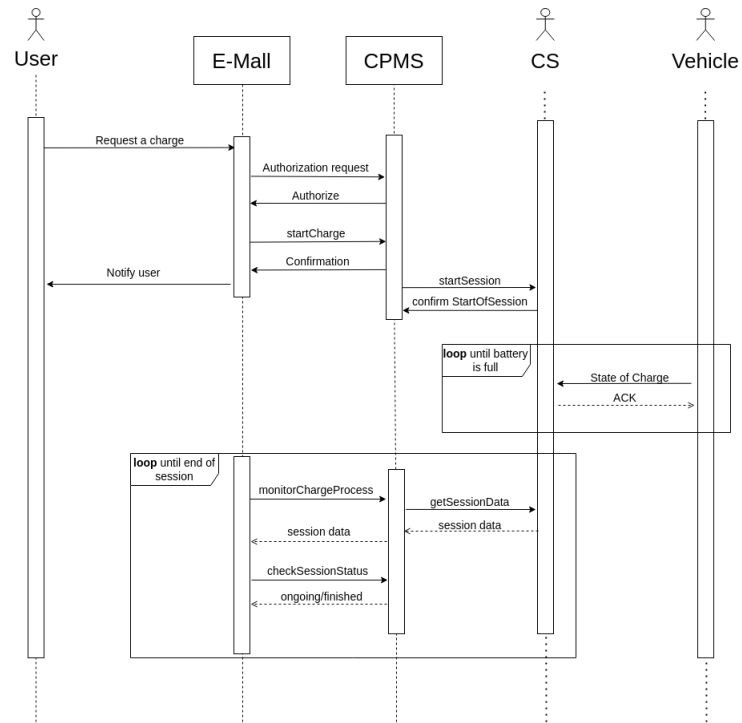 User
E-Mall
CPMS
CS
Vehicle
Request a charge
Authorization request
Authorize
startCharge
Confirmation
Notify user
startSession
confirm StartOfSession
loop until battery
is full
State of Charge
ACK
loop until end of
session
monitorChargeProcess
getSessionData
session data
session data
checkSessionStatus
ongoing/finished